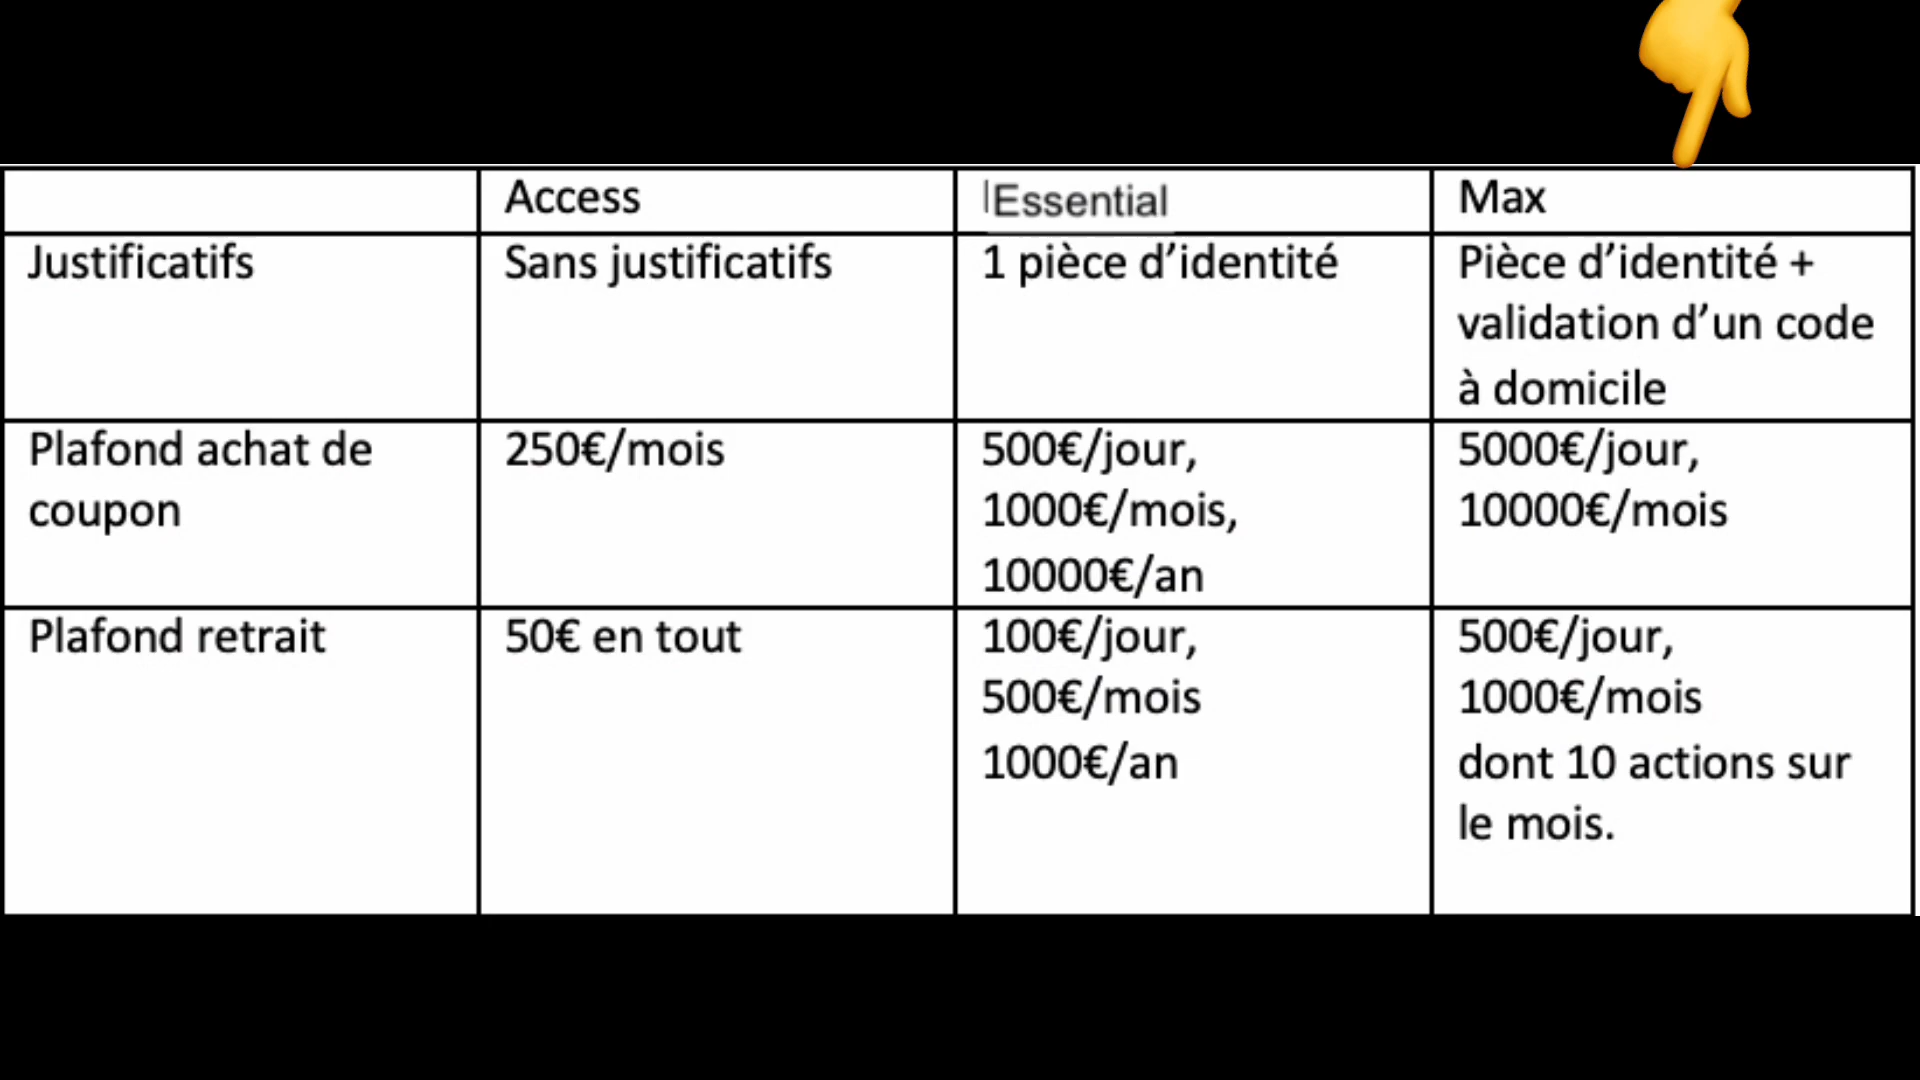 Access
Essential
Max
Justificatifs
Sans justificatifs
1 pièce d’identité
Pièce d’identité +
validation d’un code
à domicile
Plafond achat de
coupon
250€/mois
500€/jour,
1000€/mois,
10000€/an
5000€/jour,
10000€/mois
Plafond retrait
50€ en tout
100€/jour,
500€/mois
1000€/an
500€/jour,
1000€/mois
dont 10 actions sur
le mois.